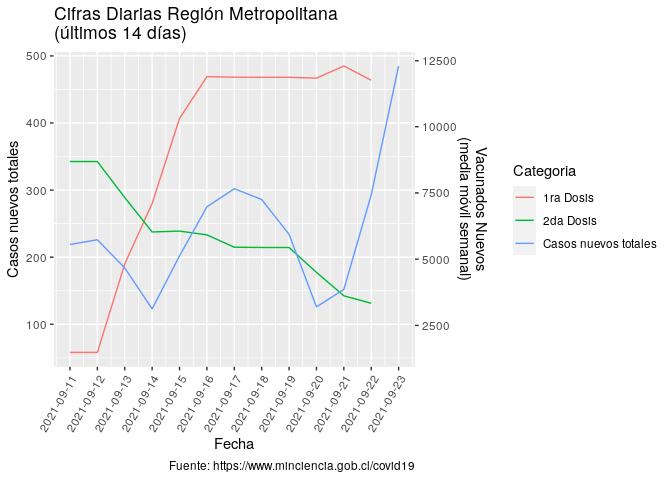 Cifras Diarias Región Metropolitana
(últimos 14 días)
500
400
300
200
100
Casos nuevos totales
12500
10000
7500
5000
2500
Vacunados Nuevos
(media móvil semanal)
2021-09-11
2021-09-12
2021-09-13
2021-09-14
2021-09-15
2021-09-16
2021-09-17
2021-09-18
2021-09-19
2021-09-20
2021-09-21
2021-09-22
2021-09-23
Fecha
Categoria
1ra Dosis
2da Dosis
Casos nuevos totales
Fuente: https://www.minciencia.gob.cl/covid19